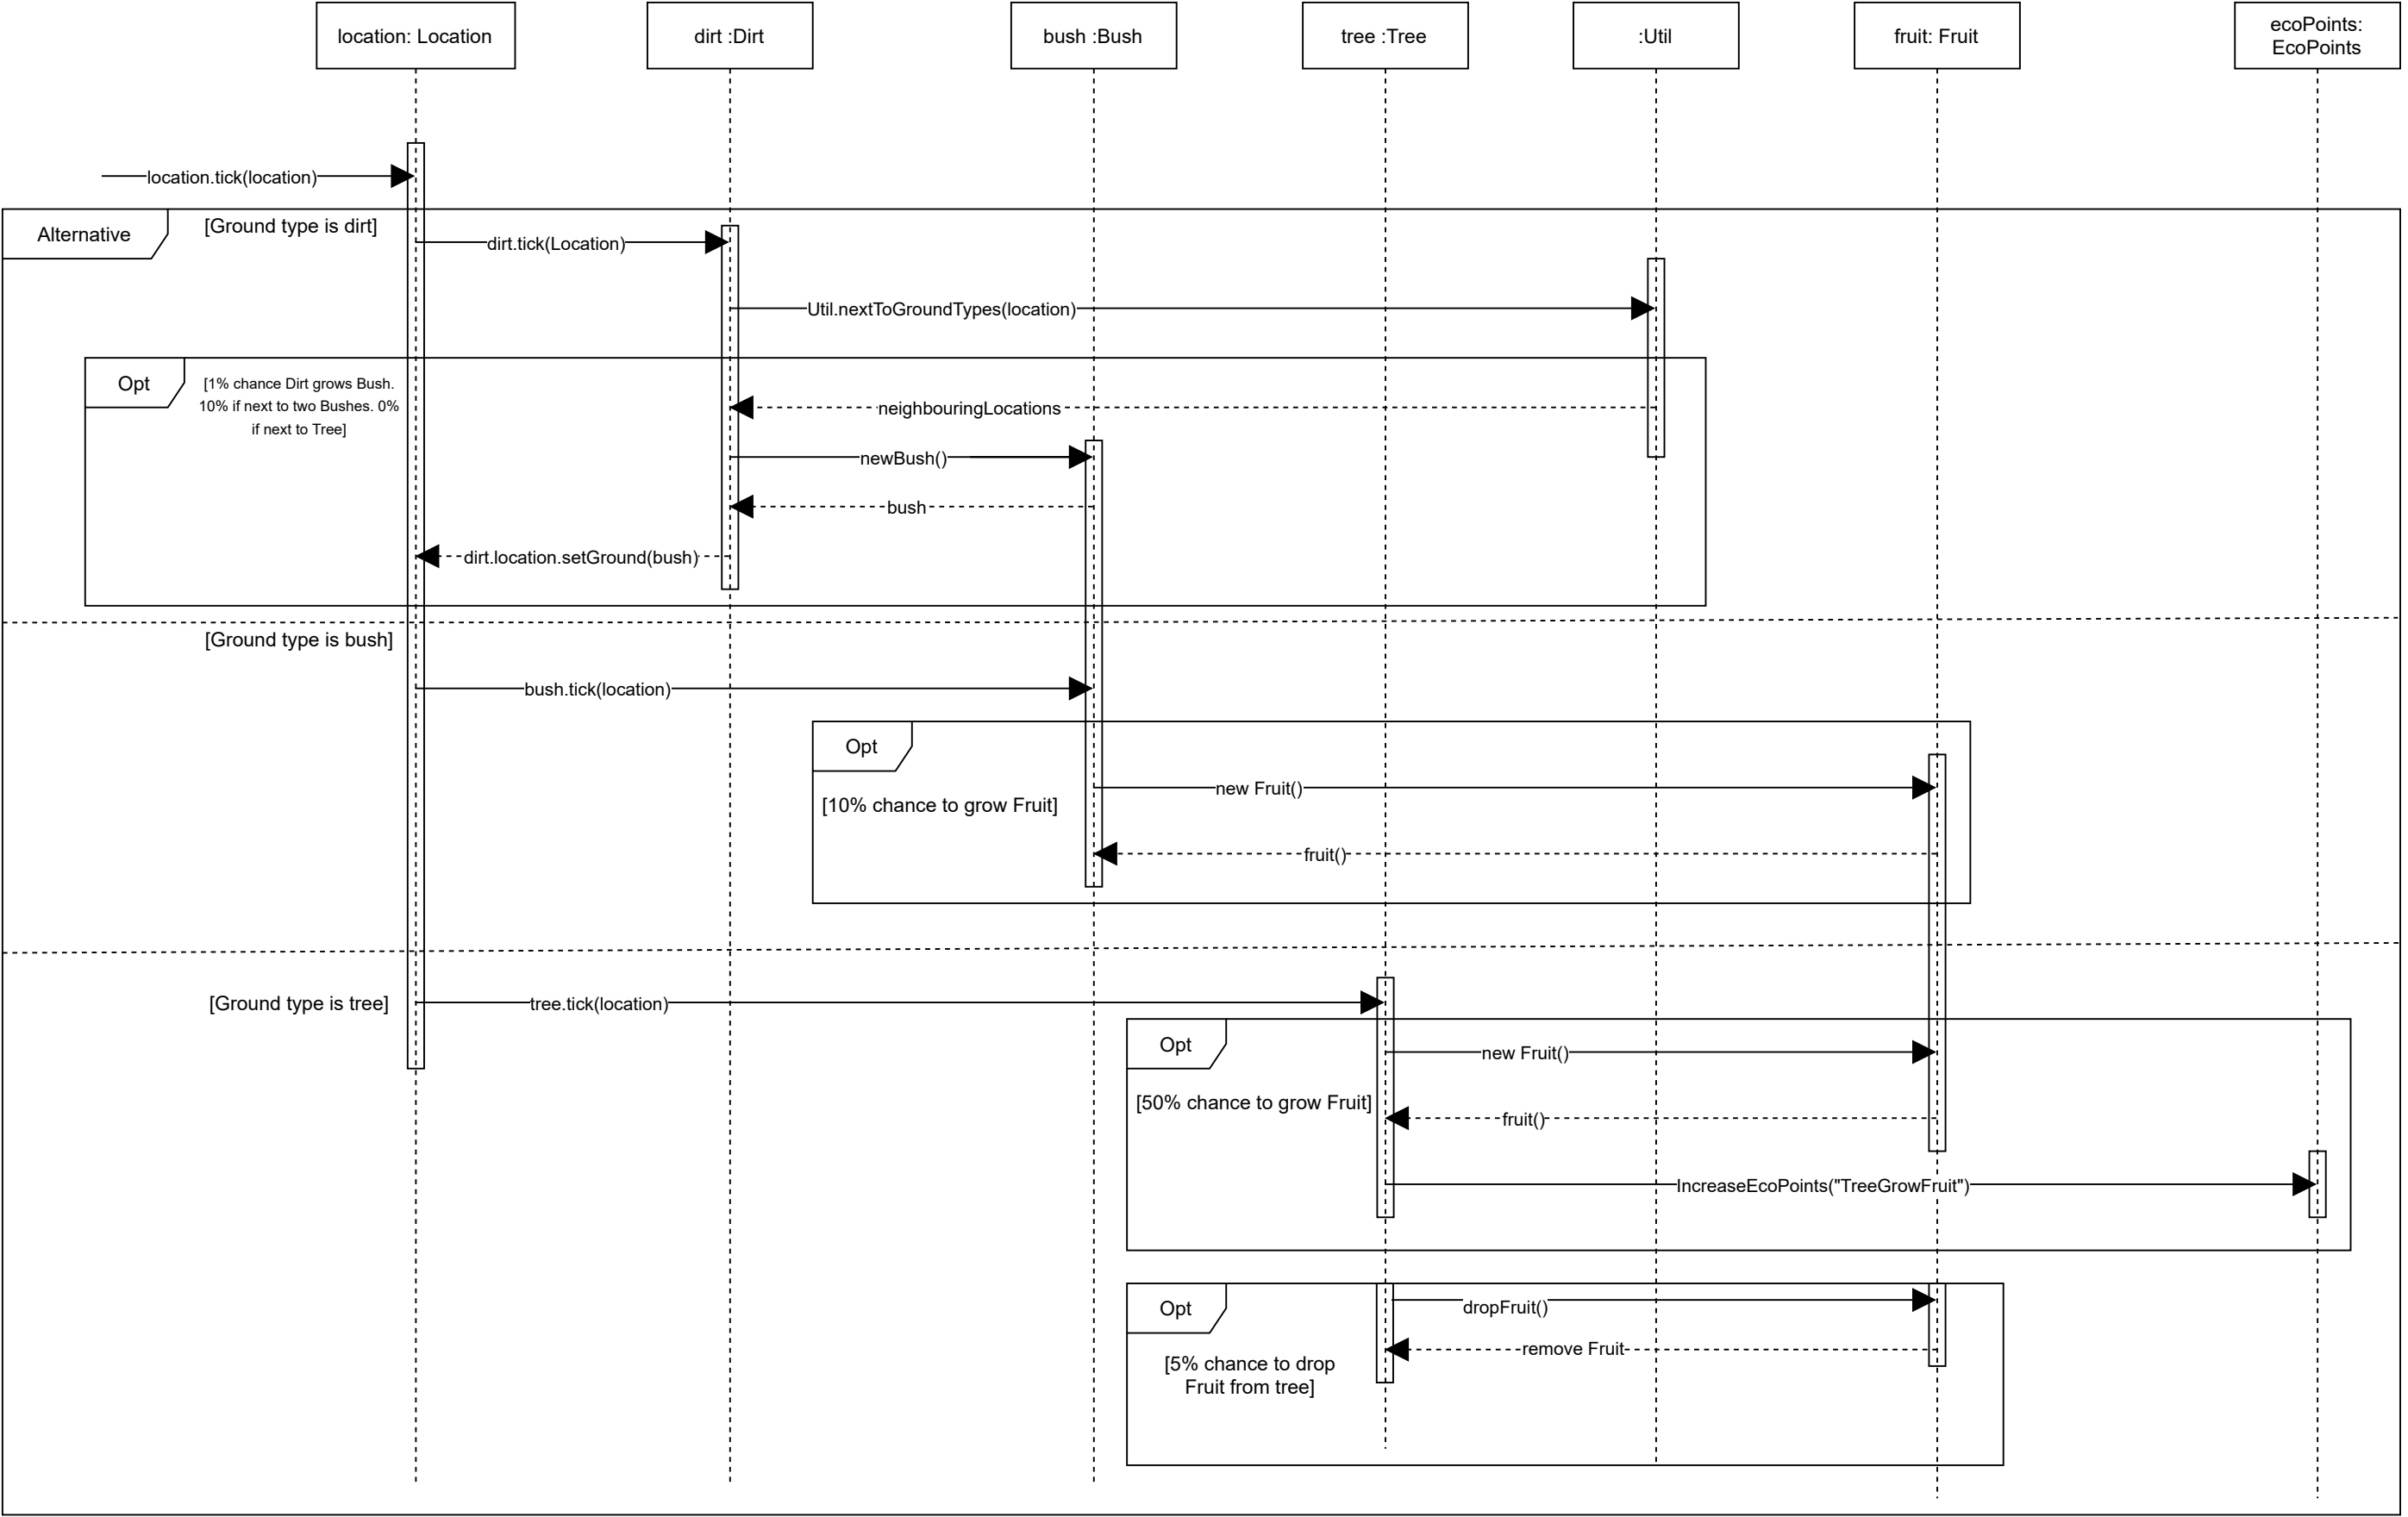 location: Location
dirt :Dirt
bush :Bush
tree :Tree
:Util
fruit: Fruit
ecoPoints:
EcoPoints
location.tick(location)
Alternative
[Ground type is dirt]
dirt.tick(Location)
Util.nextToGroundTypes(location)
Opt
[1% chance Dirt grows Bush.
10% if next to two Bushes. 0%
if next to Tree]
neighbouringLocations
newBush()
bush
dirt.location.setGround(bush)
[Ground type is bush]
bush.tick(location)
Opt
[10% chance to grow Fruit]
new Fruit()
fruit()
[Ground type is tree]
tree.tick(location)
Opt
[50% chance to grow Fruit]
new Fruit()
fruit()
IncreaseEcoPoints("TreeGrowFruit")
Opt
[5% chance to drop
Fruit from tree]
dropFruit()
remove Fruit